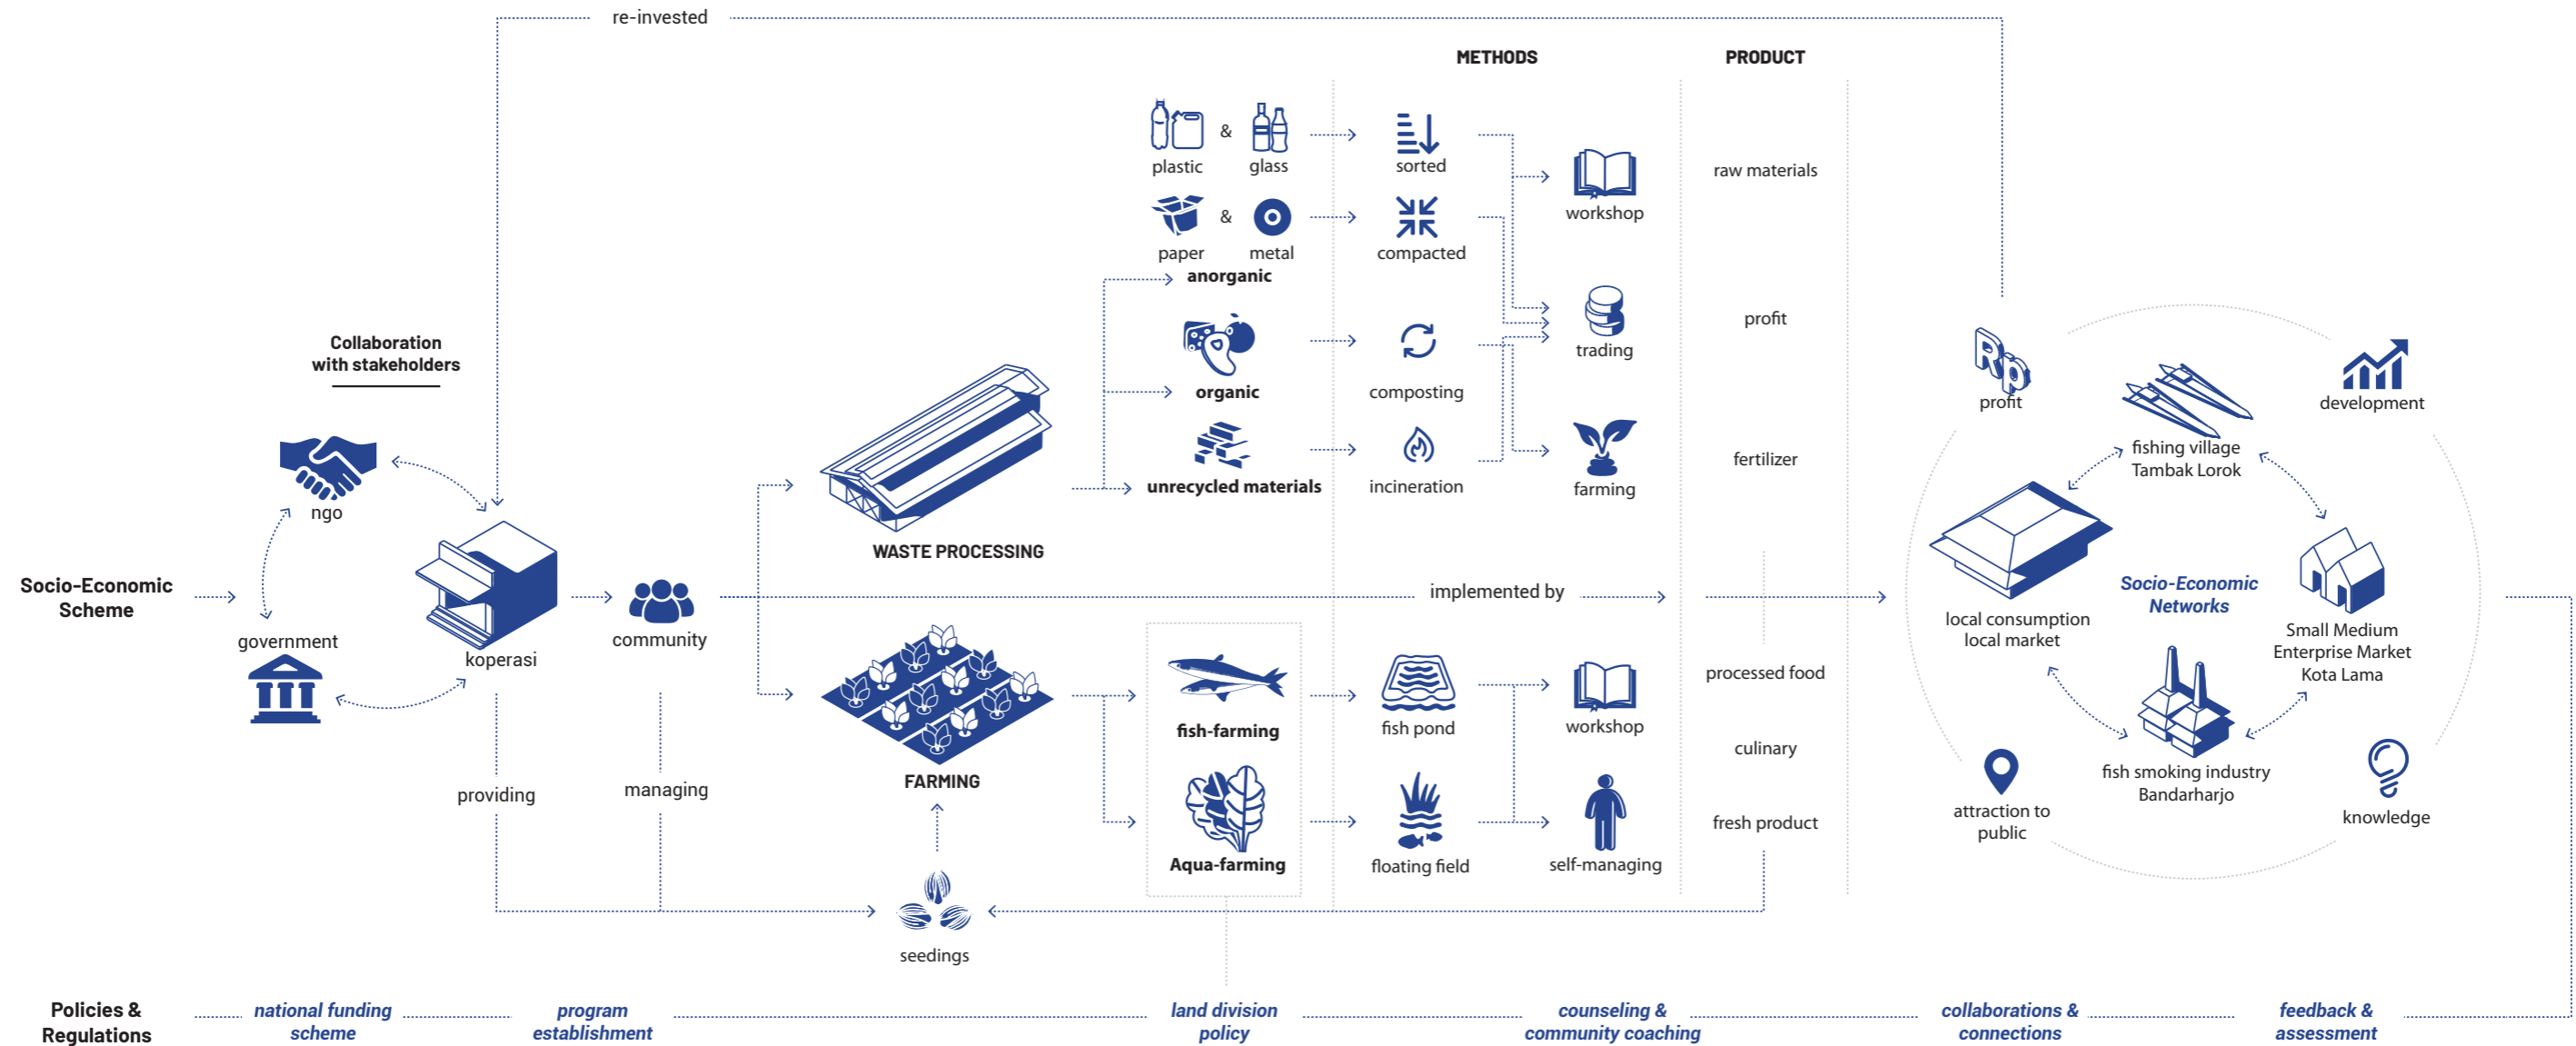 re-invested
METHODS
PRODUCT
plastic
&
glass
sorted
workshop
raw materials
paper
&
metal
compacted
anorganic
trading
profit
organic
composting
unrecycled materials
incineration
farming
fertilizer
WASTE PROCESSING
Collaboration
with stakeholders
ngo
Socio-Economic
Scheme
government
koperasi
community
implemented by
providing
managing
FARMING
seedings
fish-farming
fish pond
workshop
Aqua-farming
floating field
self-managing
processed food
culinary
fresh product
Rp
profit
development
fishing village
Tambak Lorok
local consumption
local market
Socio-Economic
Networks
Small Medium
Enterprise Market
Kota Lama
fish smoking industry
Bandarharjo
attraction to
public
knowledge
Policies &
Regulations
national funding
scheme
program
establishment
land division
policy
counseling &
community coaching
collaborations &
connections
feedback &
assessment